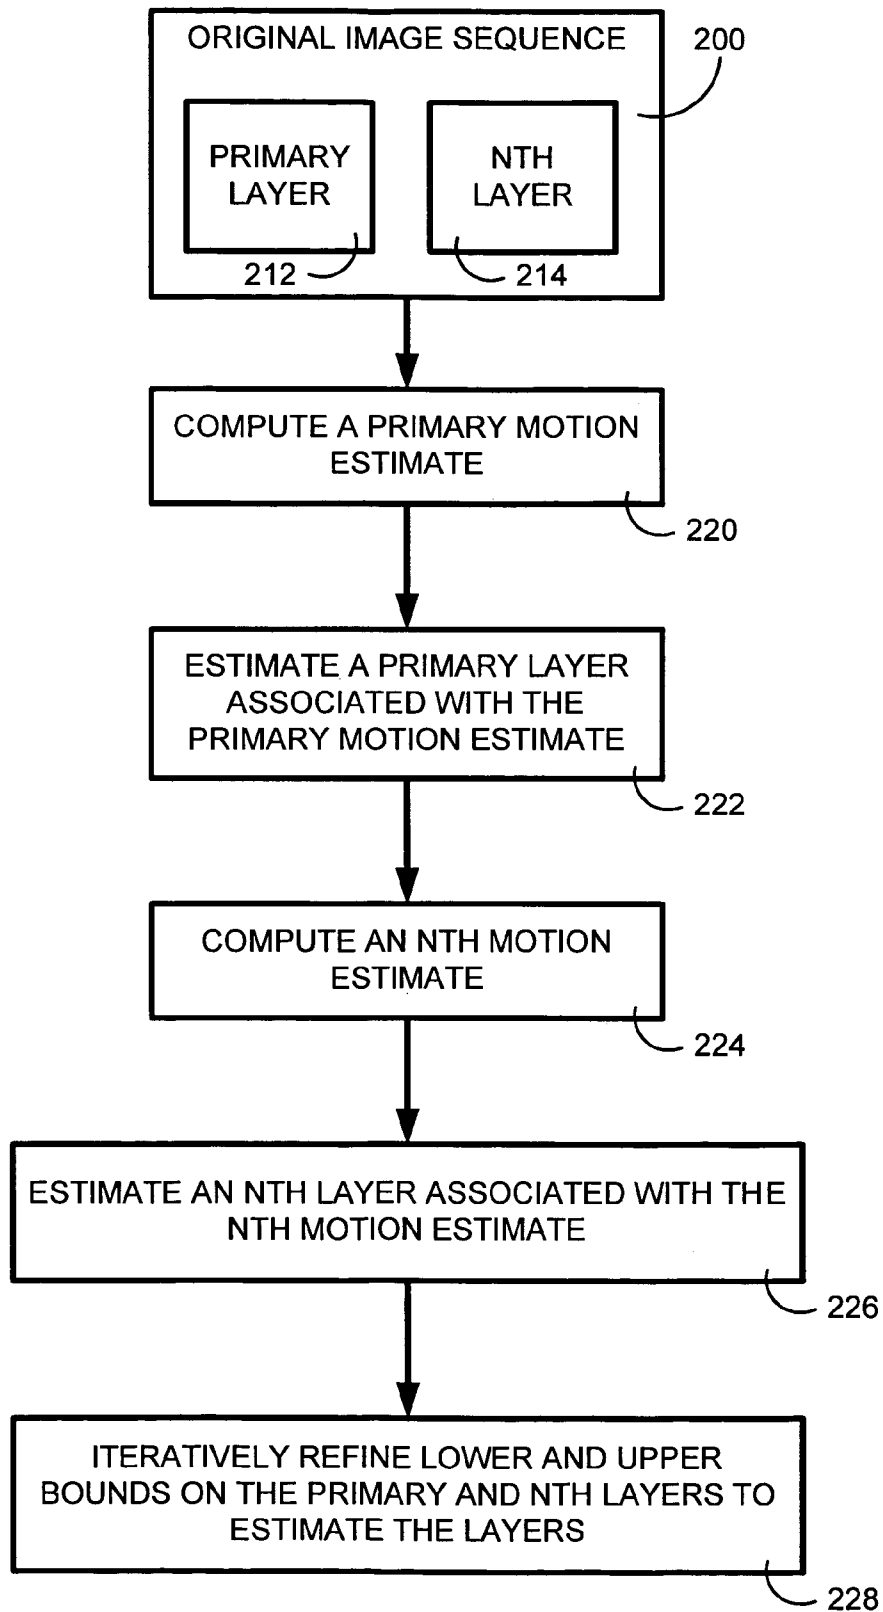 ORIGINAL IMAGE SEQUENCE
200
PRIMARY
LAYER
212
NTH
LAYER
214
COMPUTE A PRIMARY MOTION
ESTIMATE
220
ESTIMATE A PRIMARY LAYER
ASSOCIATED WITH THE
PRIMARY MOTION ESTIMATE
222
COMPUTE AN NTH MOTION
ESTIMATE
224
ESTIMATE AN NTH LAYER ASSOCIATED WITH THE
NTH MOTION ESTIMATE
226
ITERATIVELY REFINE LOWER AND UPPER
BOUNDS ON THE PRIMARY AND NTH LAYERS TO
ESTIMATE THE LAYERS
228